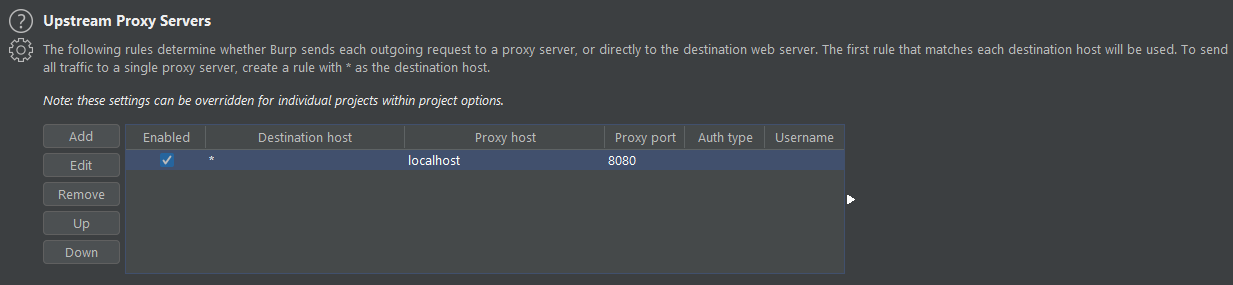 Upstream Proxy Servers
The following rules determine whether Burp sends each outgoing request to a proxy server, or directly to the destination web server. The first rule that matches each destination host will be used. To send
all traffic to a single proxy server, create a rule with * as the destination host.
Note: these settings can be overridden for individual projects within project options.
Add
Enabled Destination host Proxy host Proxy port Auth type Username
* localhost 8080
Edit
Remove
Up
Down